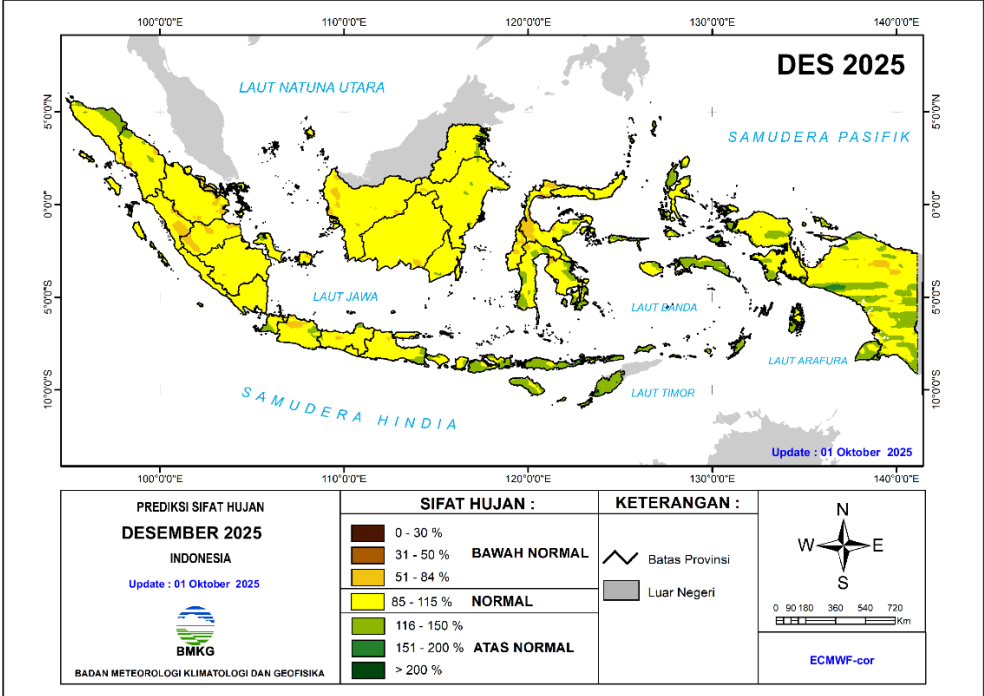 100°0'0"E 110°0'0"E 120°0'0"E 130°0'0"E 140°0'0"E
DES 2025
LAUT NATUNA UTARA
SAMUDERA PASIFIK
5°0'0"N 5°0'0"N
0°0'0" 0°0'0"
5°0'0"S 5°0'0"S
10°0'0"S 10°0'0"S
LAUT JAWA
LAUT BANDA
LAUT ARAFURA
LAUT TIMOR
SAMUDERA HINDIA
Update : 01 Oktober 2025
100°0'0"E 110°0'0"E 120°0'0"E 130°0'0"E 140°0'0"E
PREDIKSI SIFAT HUJAN
DESEMBER 2025
INDONESIA
Update : 01 Oktober 2025
BMKG
BADAN METEOROLOGI KLIMATOLOGI DAN GEOFISIKA
SIFAT HUJAN :
0 - 30 %
31 - 50 % BAWAH NORMAL
51 - 84 %
85 - 115 % NORMAL
116 - 150 %
151 - 200 % ATAS NORMAL
> 200 %
KETERANGAN :
Batas Provinsi
Luar Negeri
N
W E
S
0 90 180 360 540 720
Km
ECMWF-cor